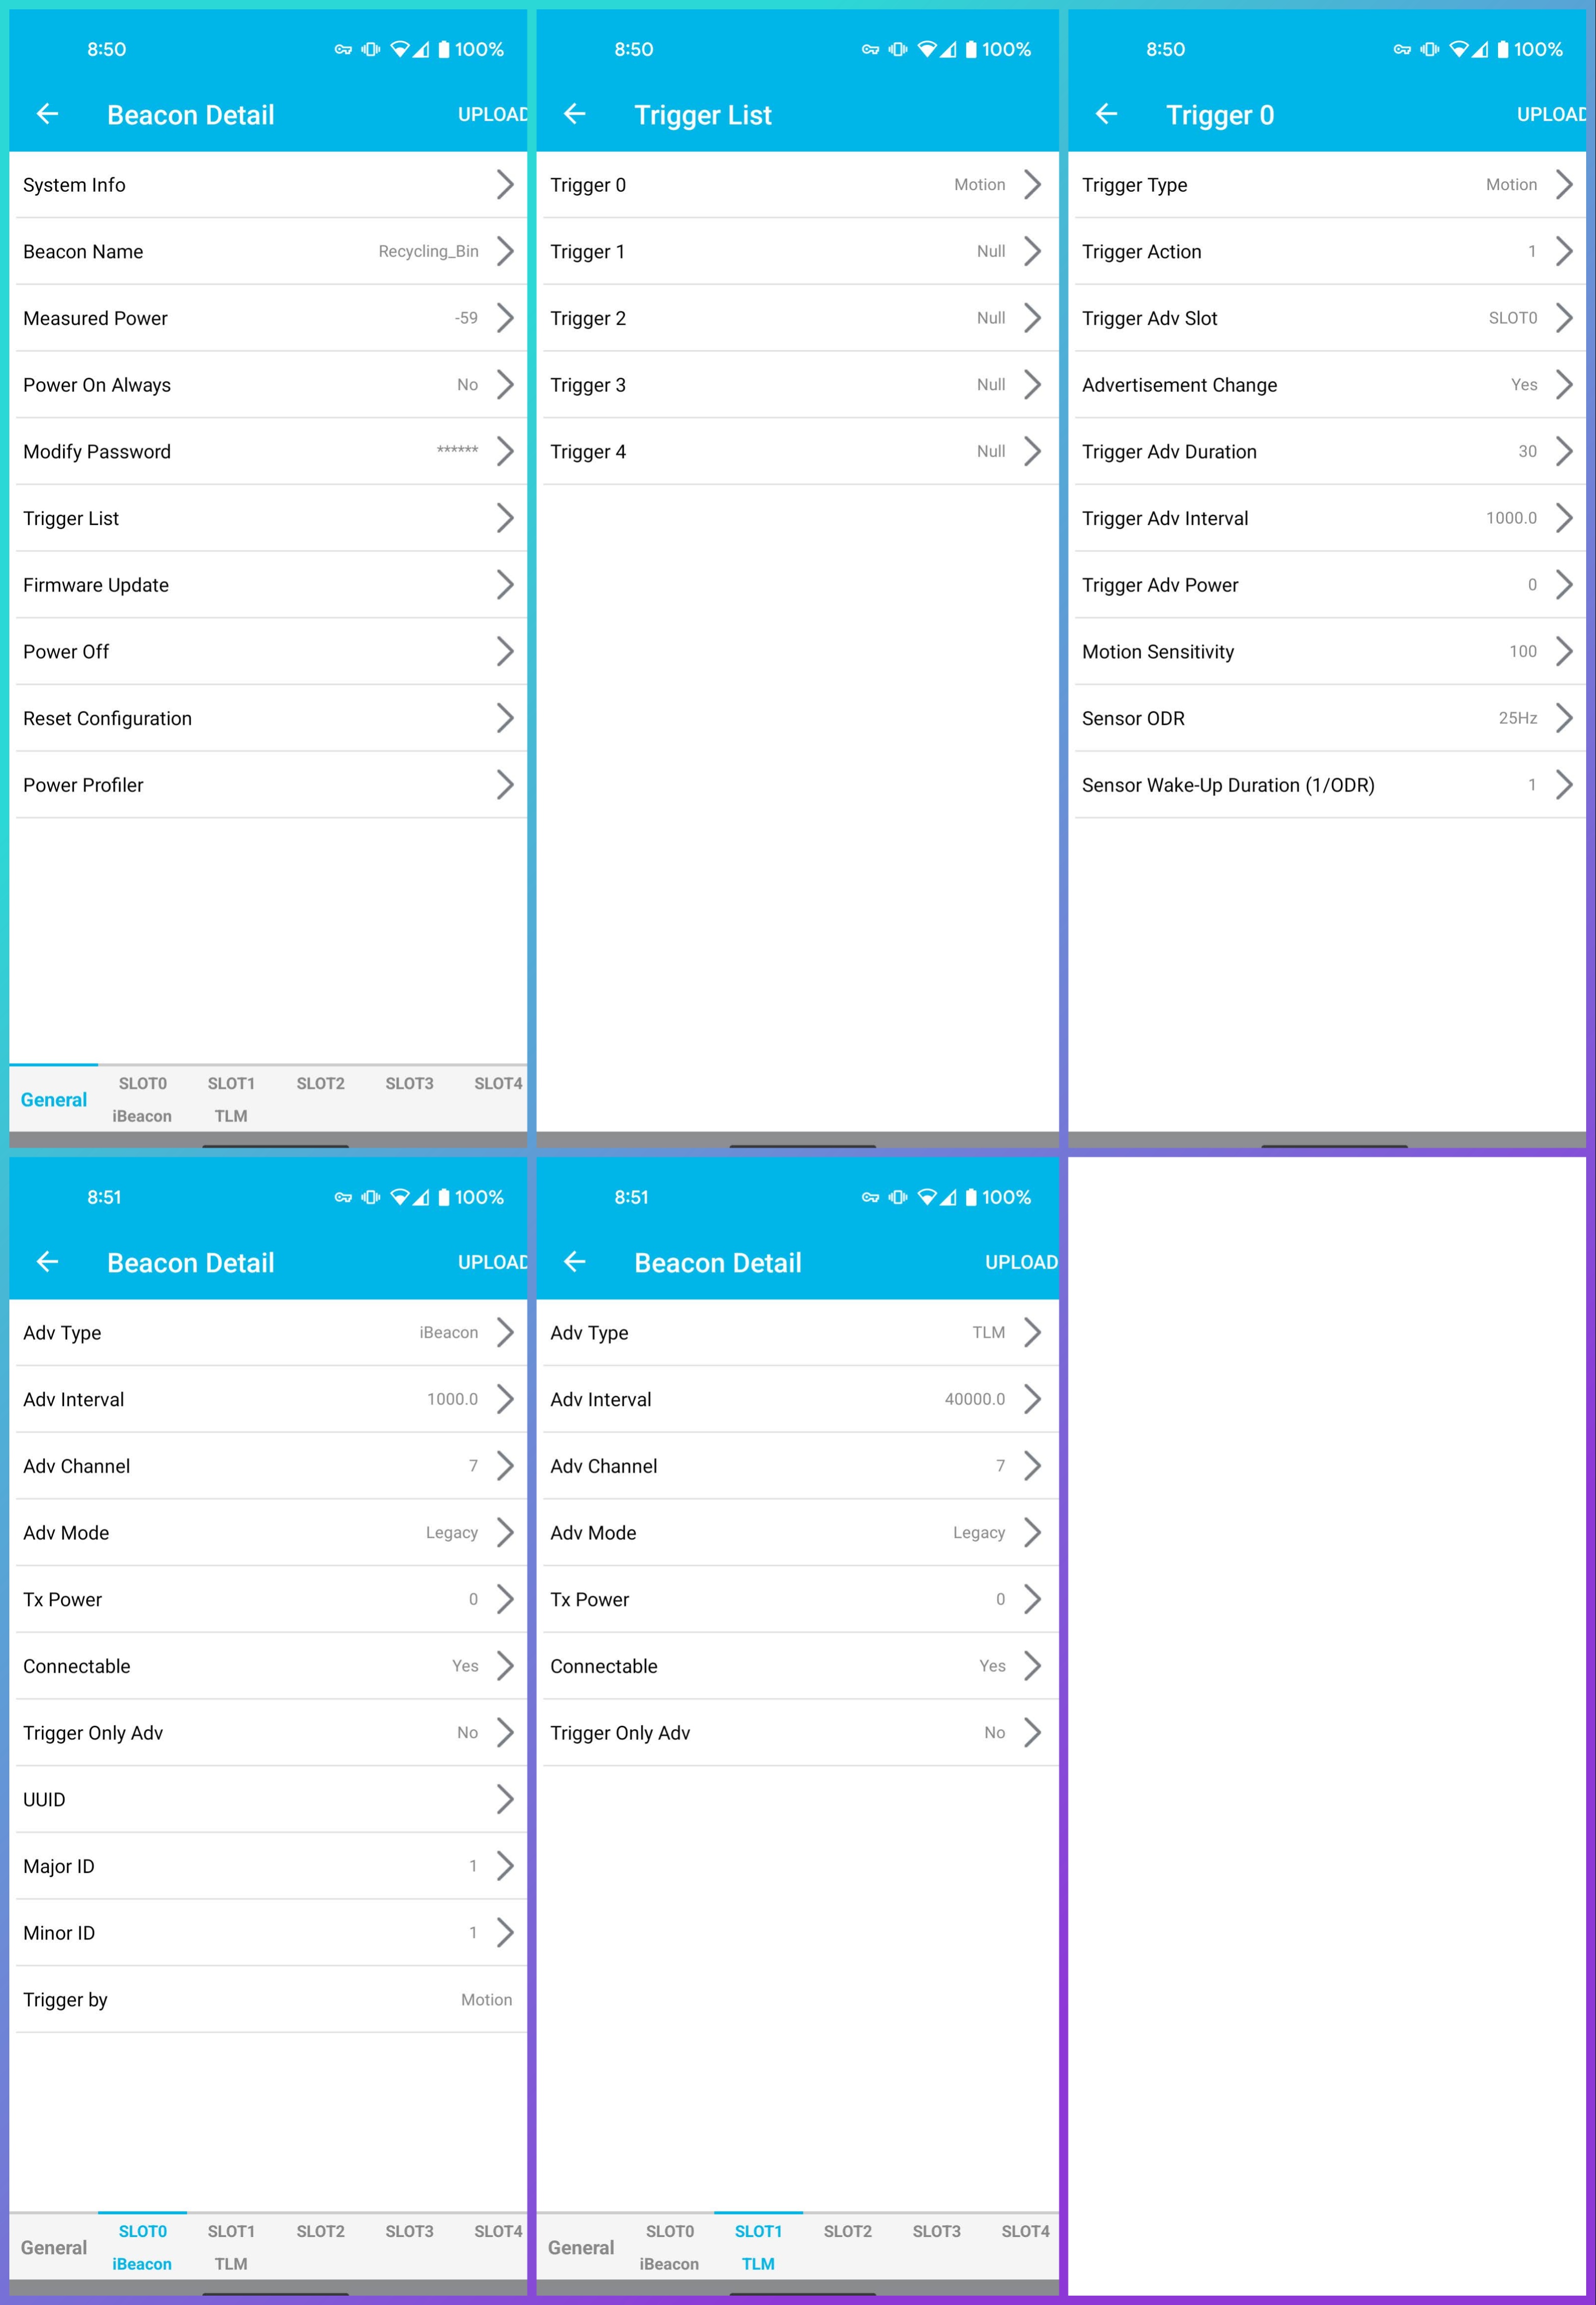 8:50 100%
Beacon Detail UPLOAD
System Info
Beacon Name Recycling_Bin
Measured Power -59
Power On Always No
Modify Password ******
Trigger List
Firmware Update
Power Off
Reset Configuration
Power Profiler
General SLOT0 iBeacon SLOT1 TLM SLOT2 SLOT3 SLOT4
8:50 100%
Trigger List
Trigger 0 Motion
Trigger 1 Null
Trigger 2 Null
Trigger 3 Null
Trigger 4 Null
8:50 100%
Trigger 0 UPLOAD
Trigger Type Motion
Trigger Action 1
Trigger Adv Slot SLOT0
Advertisement Change Yes
Trigger Adv Duration 30
Trigger Adv Interval 1000.0
Trigger Adv Power 0
Motion Sensitivity 100
Sensor ODR 25Hz
Sensor Wake-Up Duration (1/ODR) 1
8:51 100%
Beacon Detail UPLOAD
Adv Type iBeacon
Adv Interval 1000.0
Adv Channel 7
Adv Mode Legacy
Tx Power 0
Connectable Yes
Trigger Only Adv No
UUID
Major ID 1
Minor ID 1
Trigger by Motion
General SLOT0 iBeacon SLOT1 TLM SLOT2 SLOT3 SLOT4
8:51 100%
Beacon Detail UPLOAD
Adv Type TLM
Adv Interval 40000.0
Adv Channel 7
Adv Mode Legacy
Tx Power 0
Connectable Yes
Trigger Only Adv No
General SLOT0 iBeacon SLOT1 TLM SLOT2 SLOT3 SLOT4